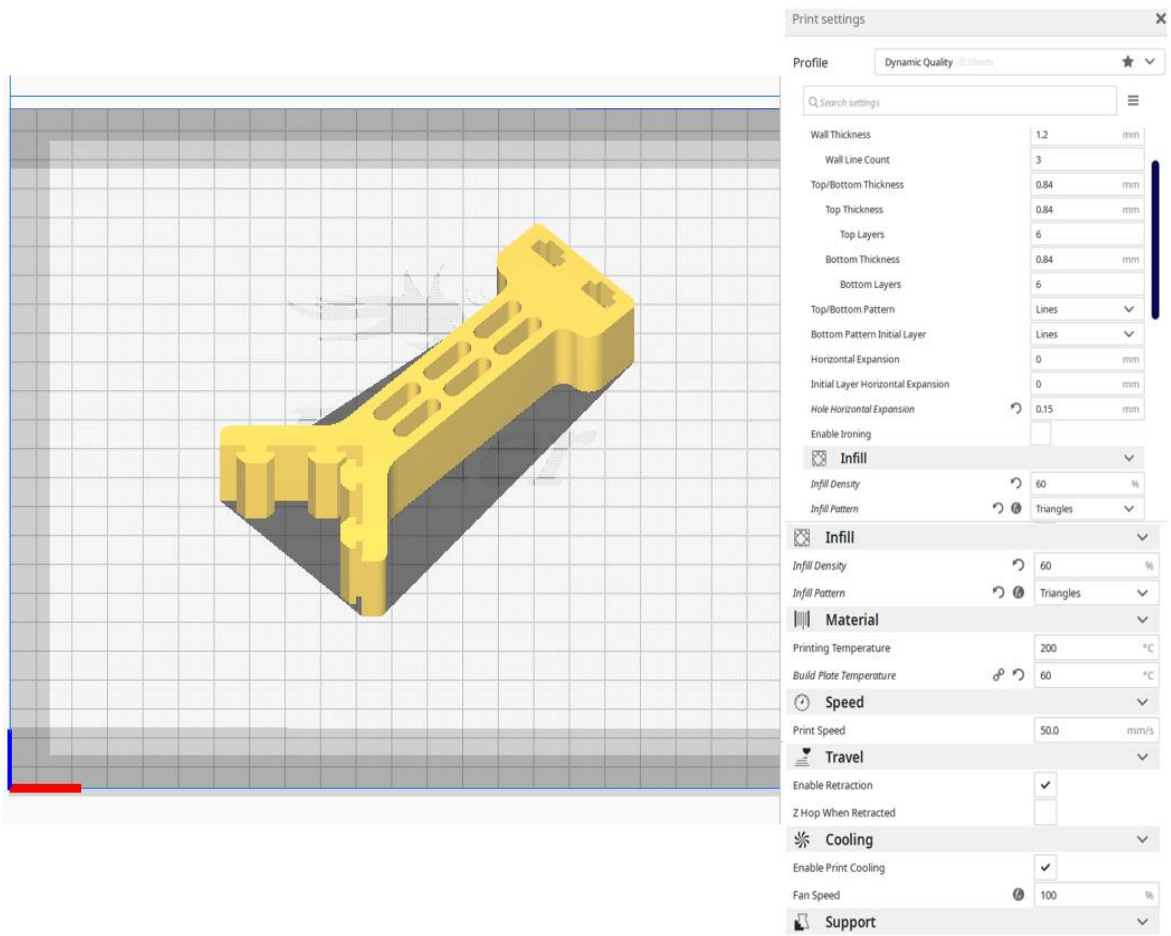 Print settings
Profile Dynamic Quality - 0.16mm
Search settings
Wall Thickness 1.2 mm
Wall Line Count 3
Top/Bottom Thickness 0.84 mm
Top Thickness 0.84 mm
Top Layers 6
Bottom Thickness 0.84 mm
Bottom Layers 6
Top/Bottom Pattern Lines
Bottom Pattern Initial Layer Lines
Horizontal Expansion 0 mm
Initial Layer Horizontal Expansion 0 mm
Hole Horizontal Expansion 0.15 mm
Enable Ironing
Infill
Infill Density 60 %
Infill Pattern Triangles
Infill
Infill Density 60 %
Infill Pattern Triangles
Material
Printing Temperature 200 °C
Build Plate Temperature 60 °C
Speed
Print Speed 50.0 mm/s
Travel
Enable Retraction
Z Hop When Retracted
Cooling
Enable Print Cooling
Fan Speed 100 %
Support